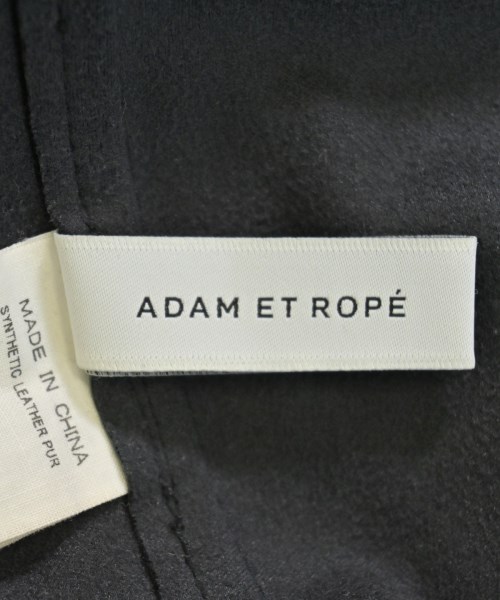 ADAM ET ROPÉ
MADE IN CHINA
SYNTHETIC LEATHER PUR